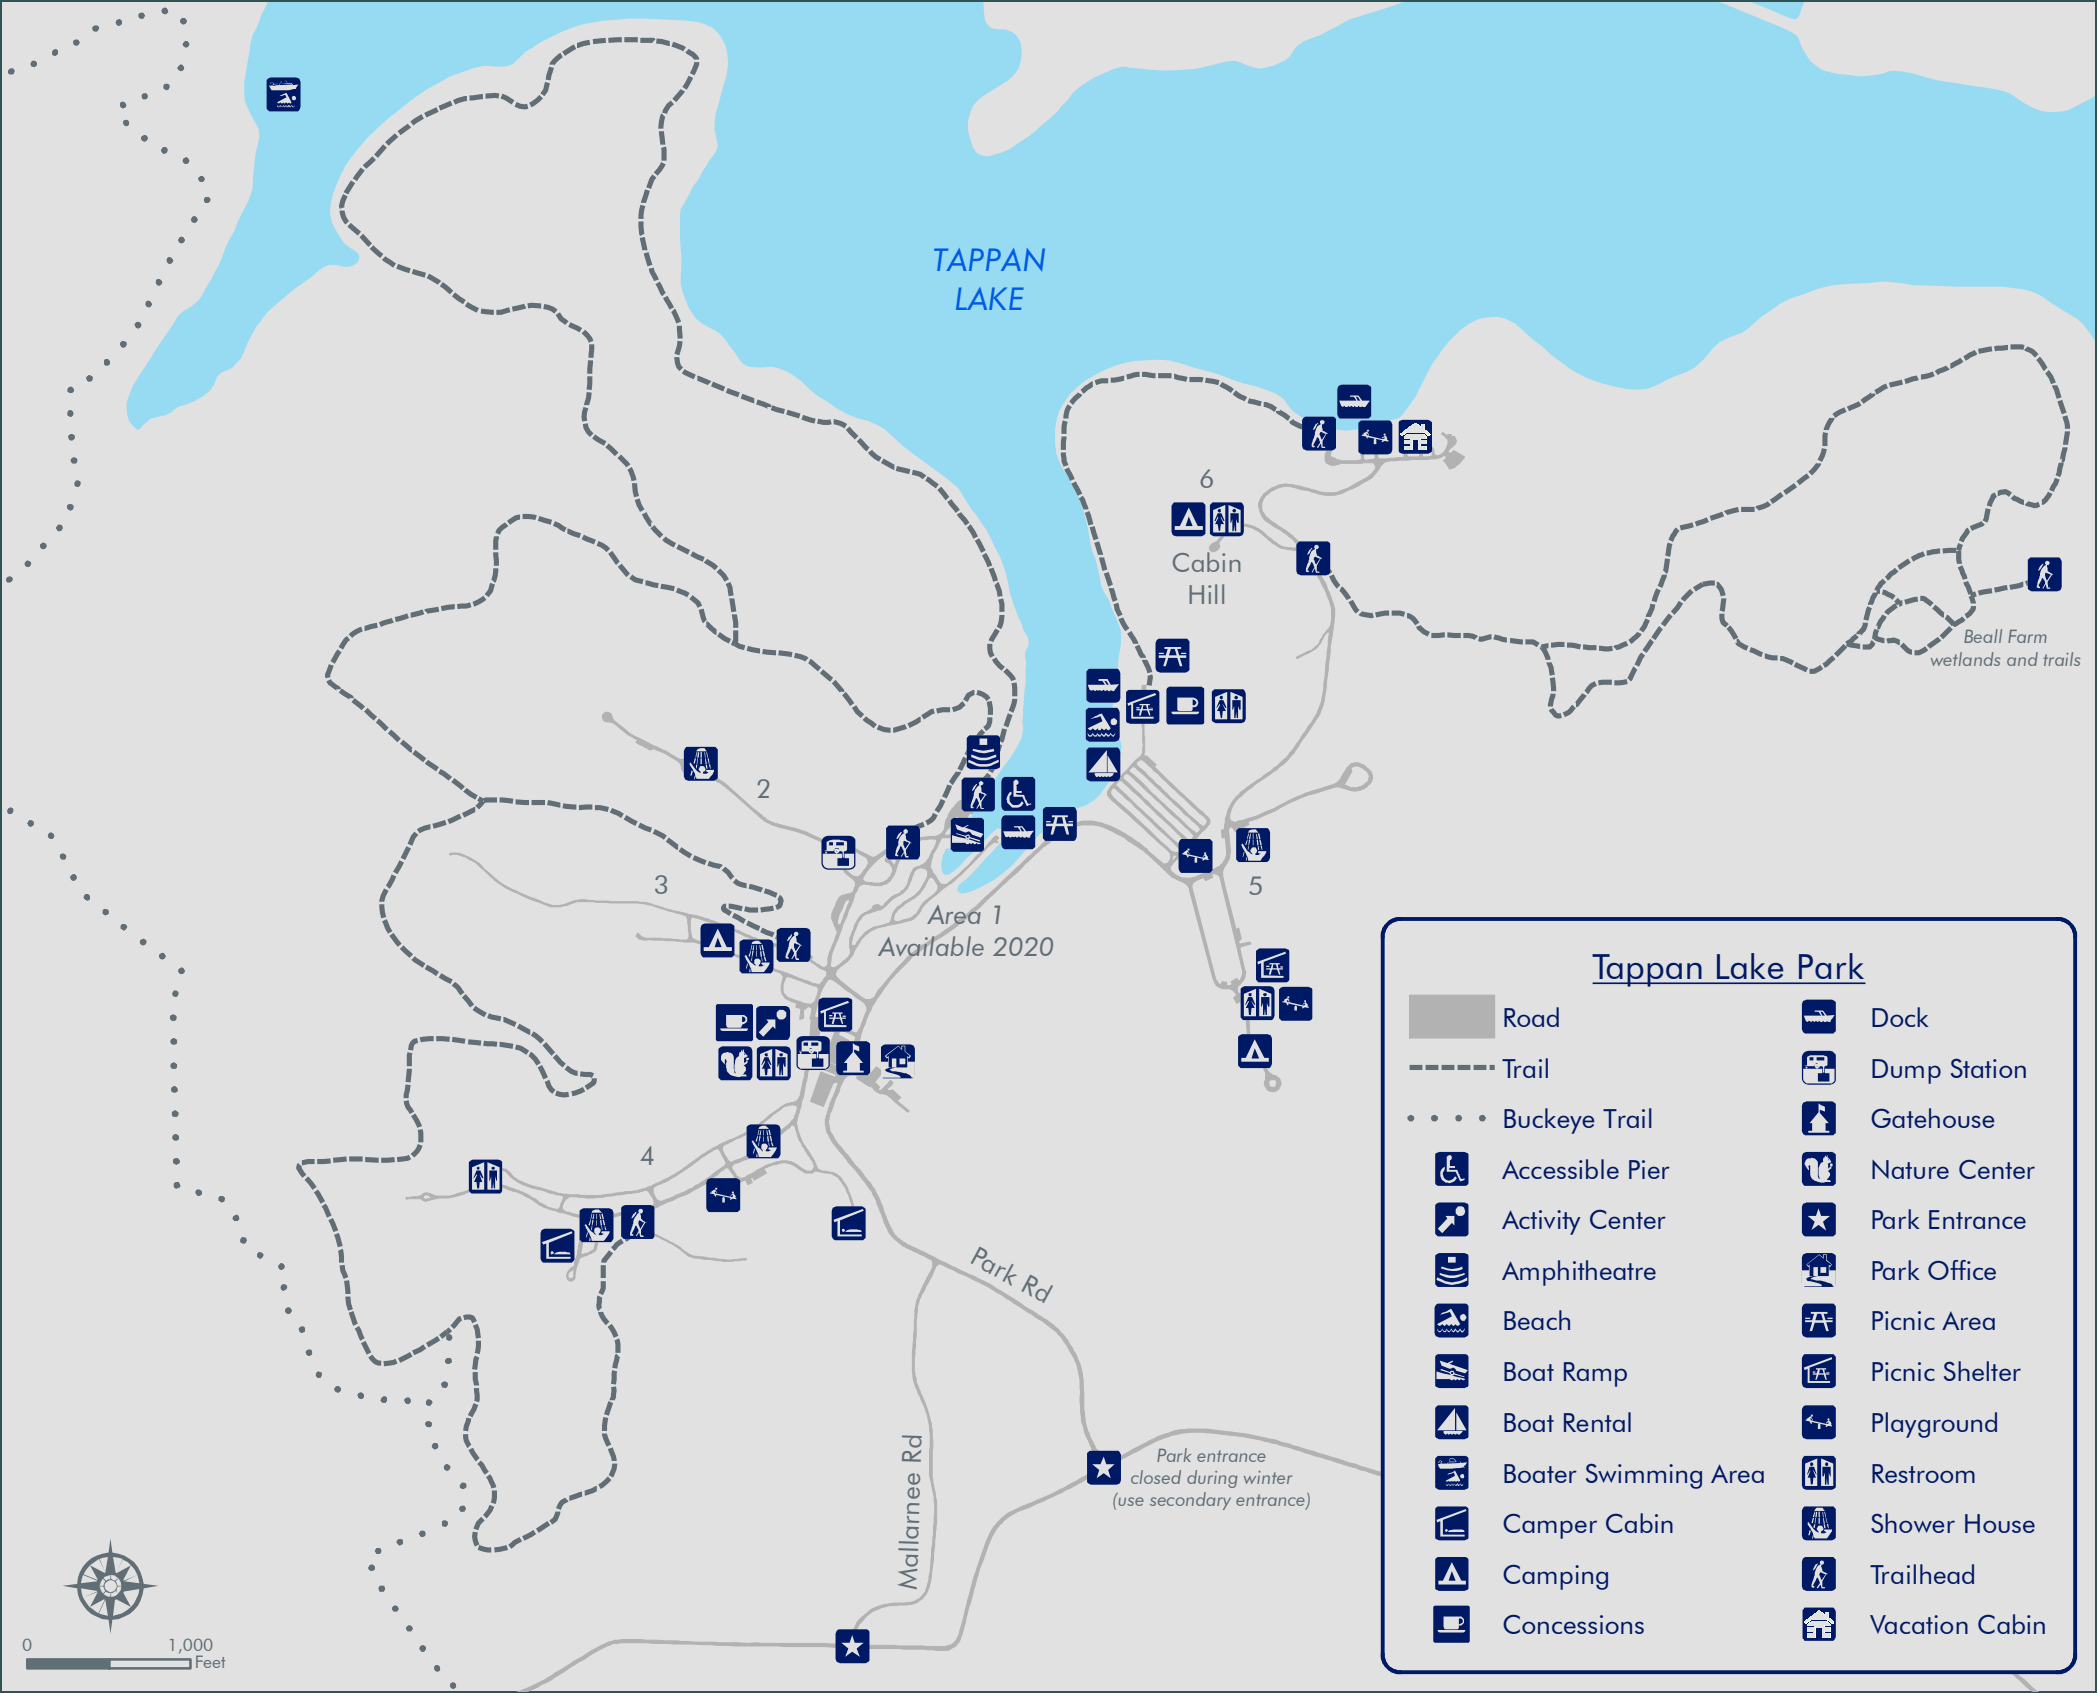 TAPPAN
LAKE
6
Cabin
Hill
Beall Farm
wetlands and trails
2
3
5
Area 1
Available 2020
4
Park Rd
Mallarnee Rd
Park entrance
closed during winter
(use secondary entrance)
0 1,000
Feet
Tappan Lake Park
Road
Trail
Buckeye Trail
Accessible Pier
Activity Center
Amphitheatre
Beach
Boat Ramp
Boat Rental
Boater Swimming Area
Camper Cabin
Camping
Concessions
Dock
Dump Station
Gatehouse
Nature Center
Park Entrance
Park Office
Picnic Area
Picnic Shelter
Playground
Restroom
Shower House
Trailhead
Vacation Cabin